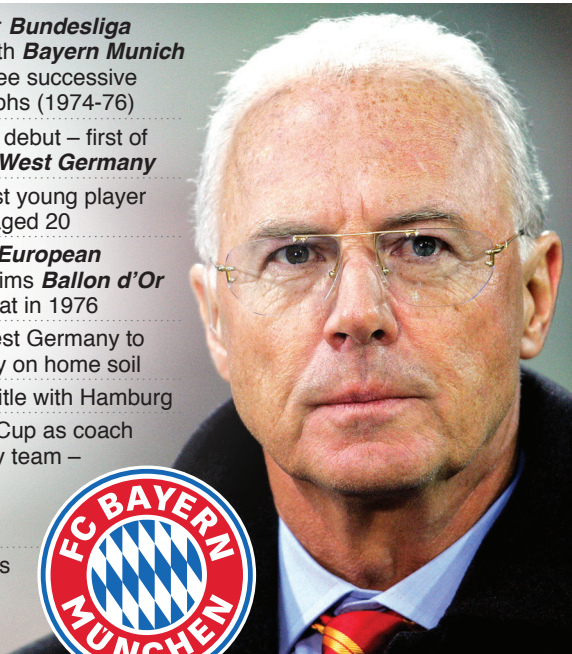 Bundesliga
th Bayern Munich
ee successive
phs (1974-76)
debut – first of
West Germany
st young player
aged 20
European
ims Ballon d’Or
at in 1976
est Germany to
y on home soil
itle with Hamburg
Cup as coach
y team –
s
FC BAYERN
MÜNCHEN